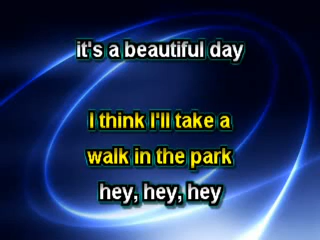 it's a beautiful day
I think I'll take a
walk in the park
hey, hey, hey